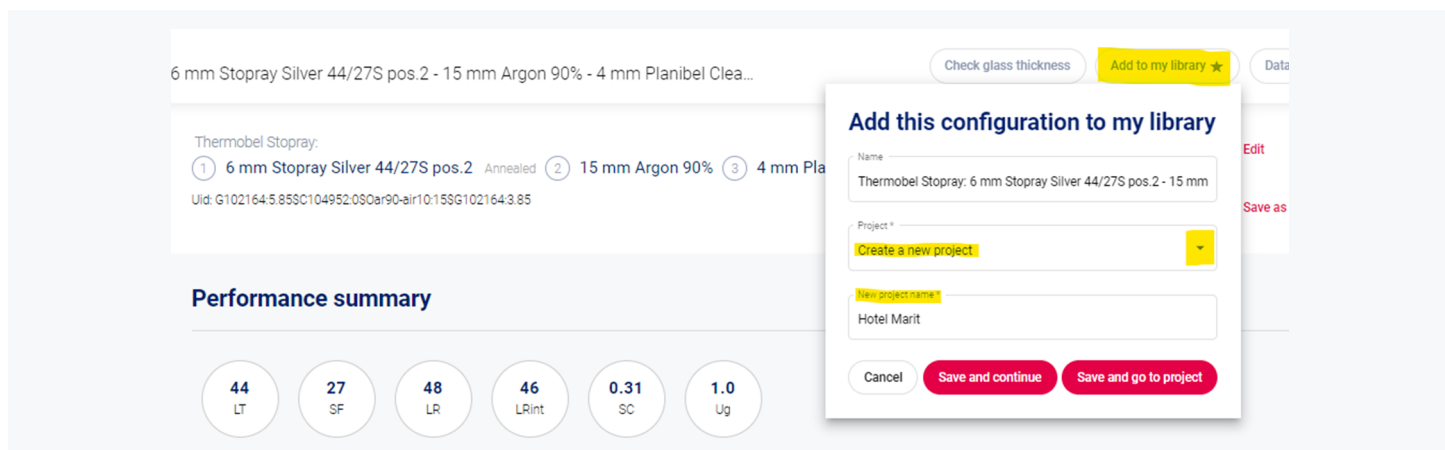 6 mm Stopray Silver 44/27S pos.2 - 15 mm Argon 90% - 4 mm Planibel Clea...
Check glass thickness
Add to my library ★
Data
Thermobel Stopray:
1 6 mm Stopray Silver 44/27S pos.2 Annealed 2 15 mm Argon 90% 3 4 mm Pla
Uid: G102164:5.85$C104952:0$Oar90-air10:15$G102164:3.85
Edit
Save as
Add this configuration to my library
Name
Thermobel Stopray: 6 mm Stopray Silver 44/27S pos.2 - 15 mm
Project *
Create a new project
New project name *
Hotel Marit
Cancel
Save and continue
Save and go to project
Performance summary
44
LT
27
SF
48
LR
46
LRint
0.31
SC
1.0
Ug